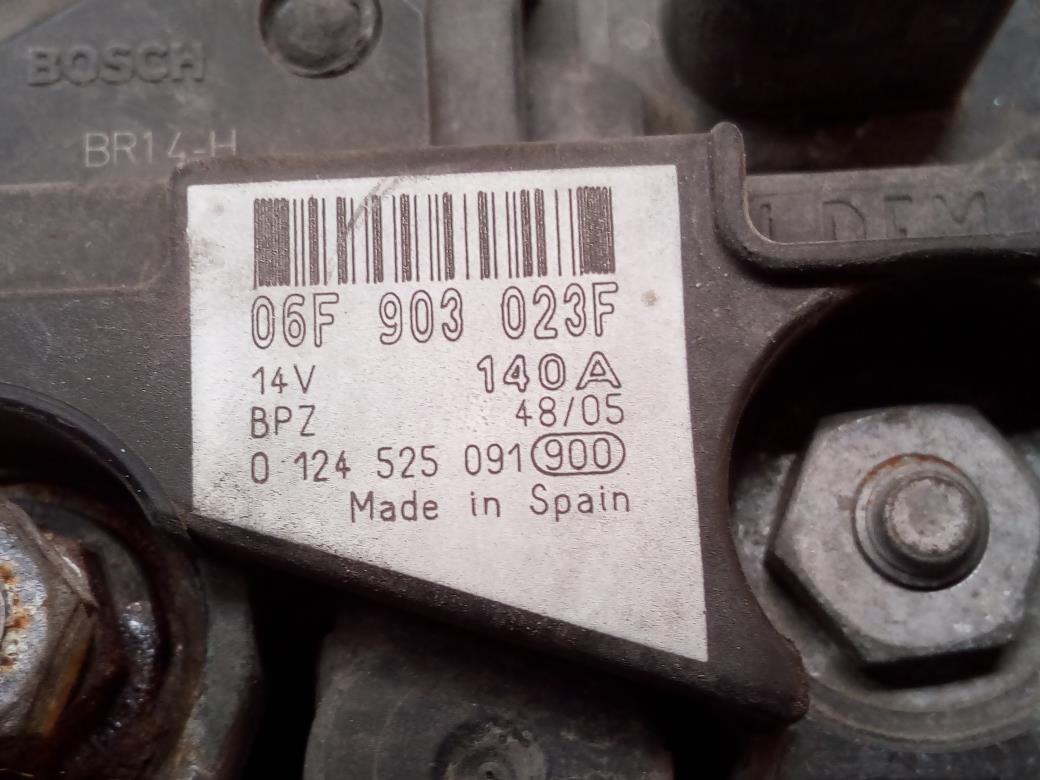 BOSCH
BR14-H
06F 903 023F
14V 140A
BPZ 48/05
0 124 525 091 900
Made in Spain